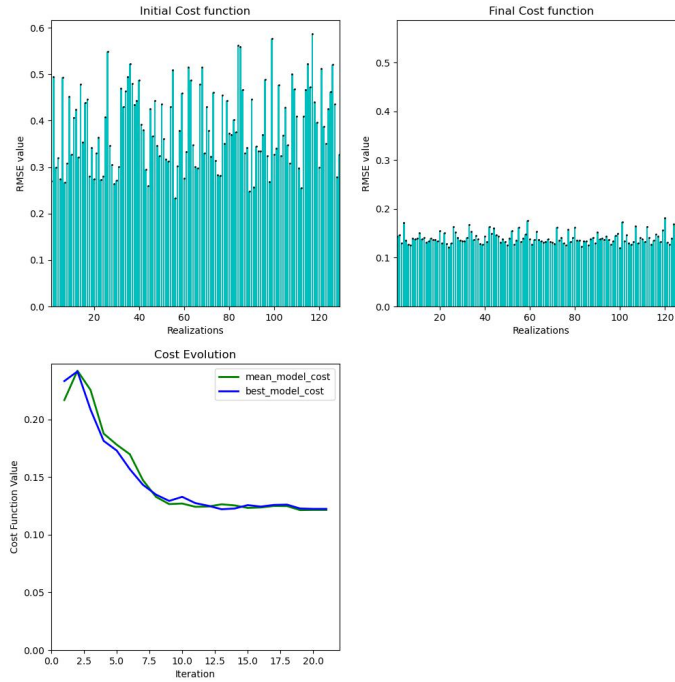 Initial Cost function
RMSE value
0.6
0.5
0.4
0.3
0.2
0.1
0.0
20 40 60 80 100 120
Realizations
Final Cost function
RMSE value
0.5
0.4
0.3
0.2
0.1
0.0
20 40 60 80 100 120
Realizations
Cost Evolution
mean_model_cost
best_model_cost
Cost Function Value
0.20
0.15
0.10
0.05
0.00
0.0 2.5 5.0 7.5 10.0 12.5 15.0 17.5 20.0
Iteration